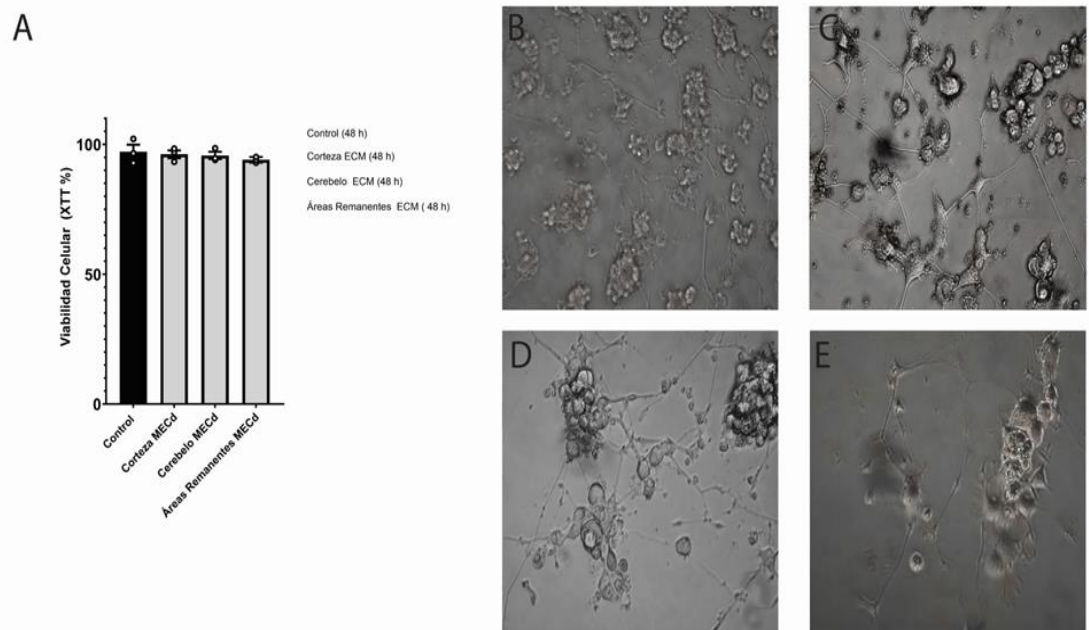 A
Viabilidad Celular (XTT %)
100
50
0
Control
Corteza MECd
Cerebelo MECd
Áreas Remanentes MECd
Control (48 h)
Corteza ECM (48 h)
Cerebelo  ECM (48 h)
Áreas Remanentes  ECM ( 48 h)
B
C
D
E